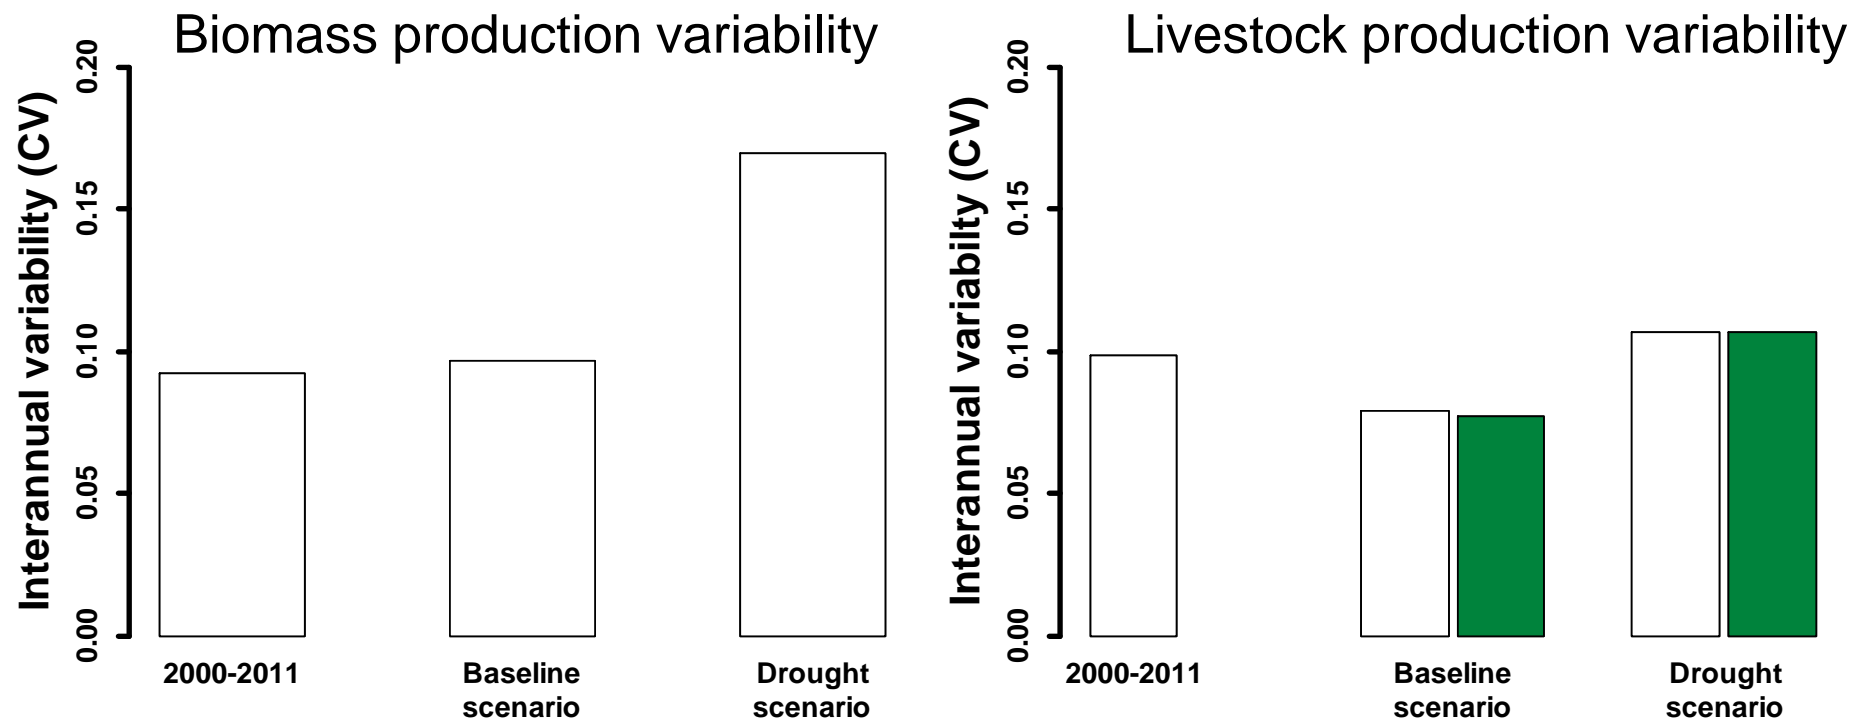 Biomass production variability
Interannual variability (CV)
0.20
0.15
0.10
0.05
0.00
2000-2011
Baseline
scenario
Drought
scenario
Livestock production variability
Interannual variabilty (CV)
0.20
0.15
0.10
0.05
0.00
2000-2011
Baseline
scenario
Drought
scenario